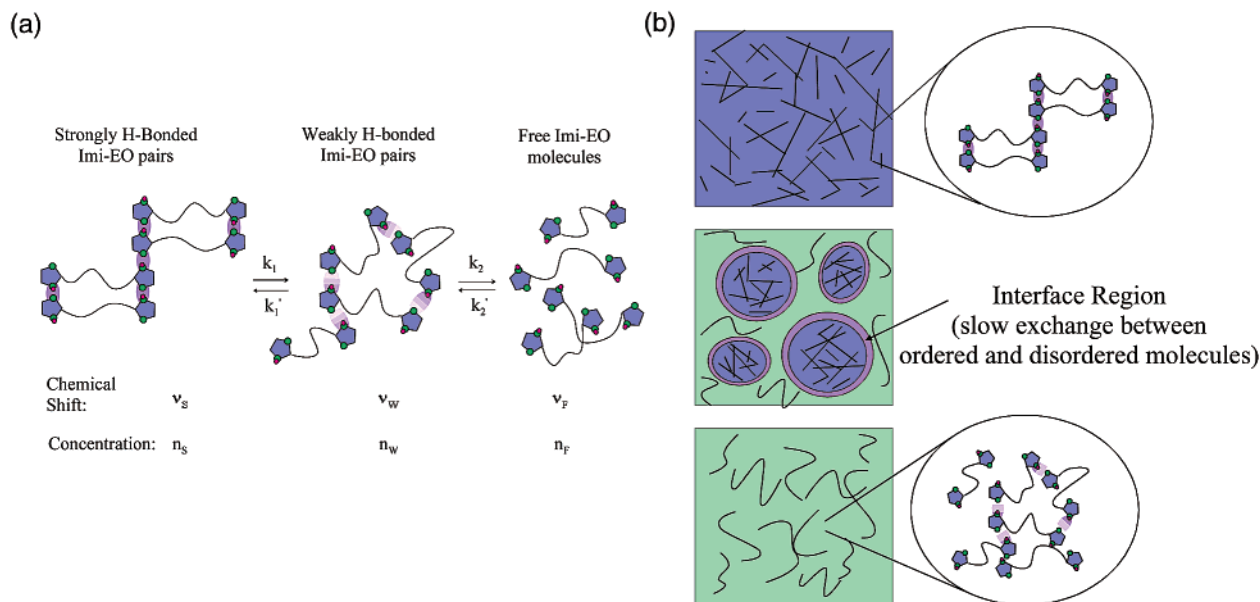 (a)
Strongly H-Bonded
Imi-EO pairs
Weakly H-bonded
Imi-EO pairs
Free Imi-EO
molecules
k₁
k₁'
k₂
k₂'
Chemical
Shift:
νS
νW
νF
Concentration:
nS
nW
nF
(b)
Interface Region
(slow exchange between
ordered and disordered molecules)